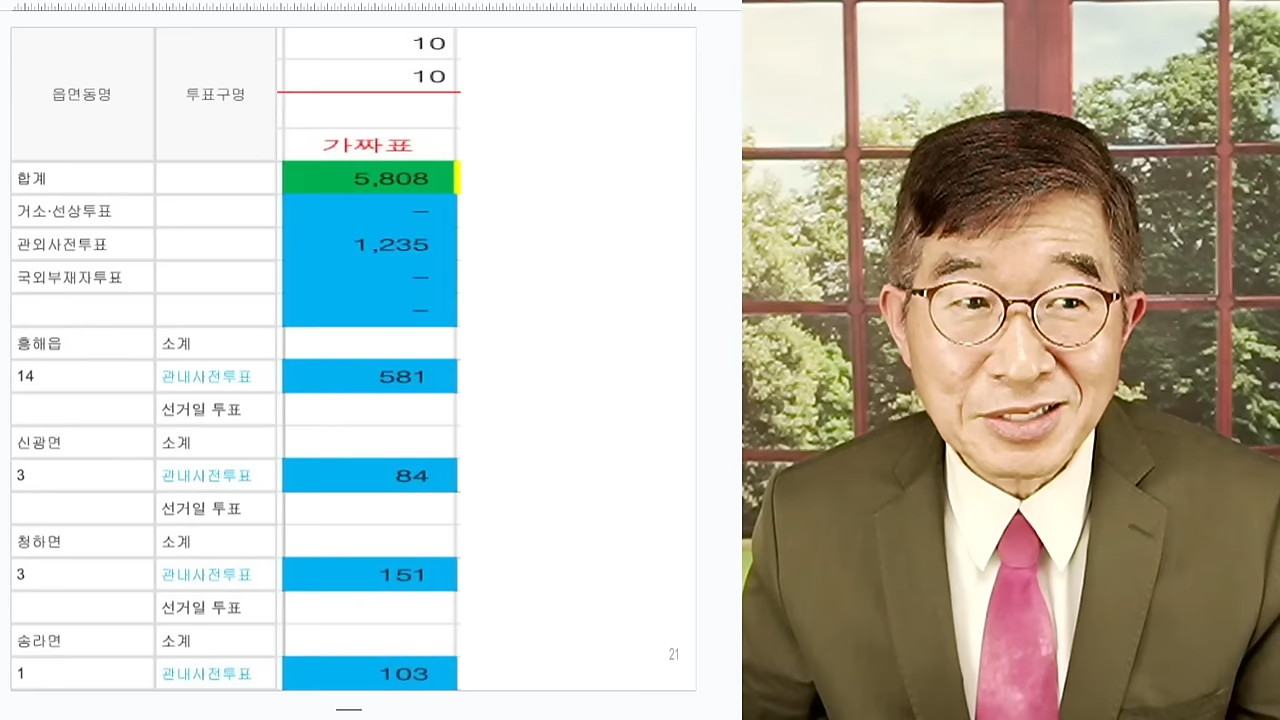 10
읍면동명 투표구명 10
가짜표
합계 5,808
거소·선상투표 —
관외사전투표 1,235
국외부재자투표 —
—
흥해읍 소계
14 관내사전투표 581
선거일 투표
신광면 소계
3 관내사전투표 84
선거일 투표
청하면 소계
3 관내사전투표 151
선거일 투표
송라면 소계
1 관내사전투표 103
21